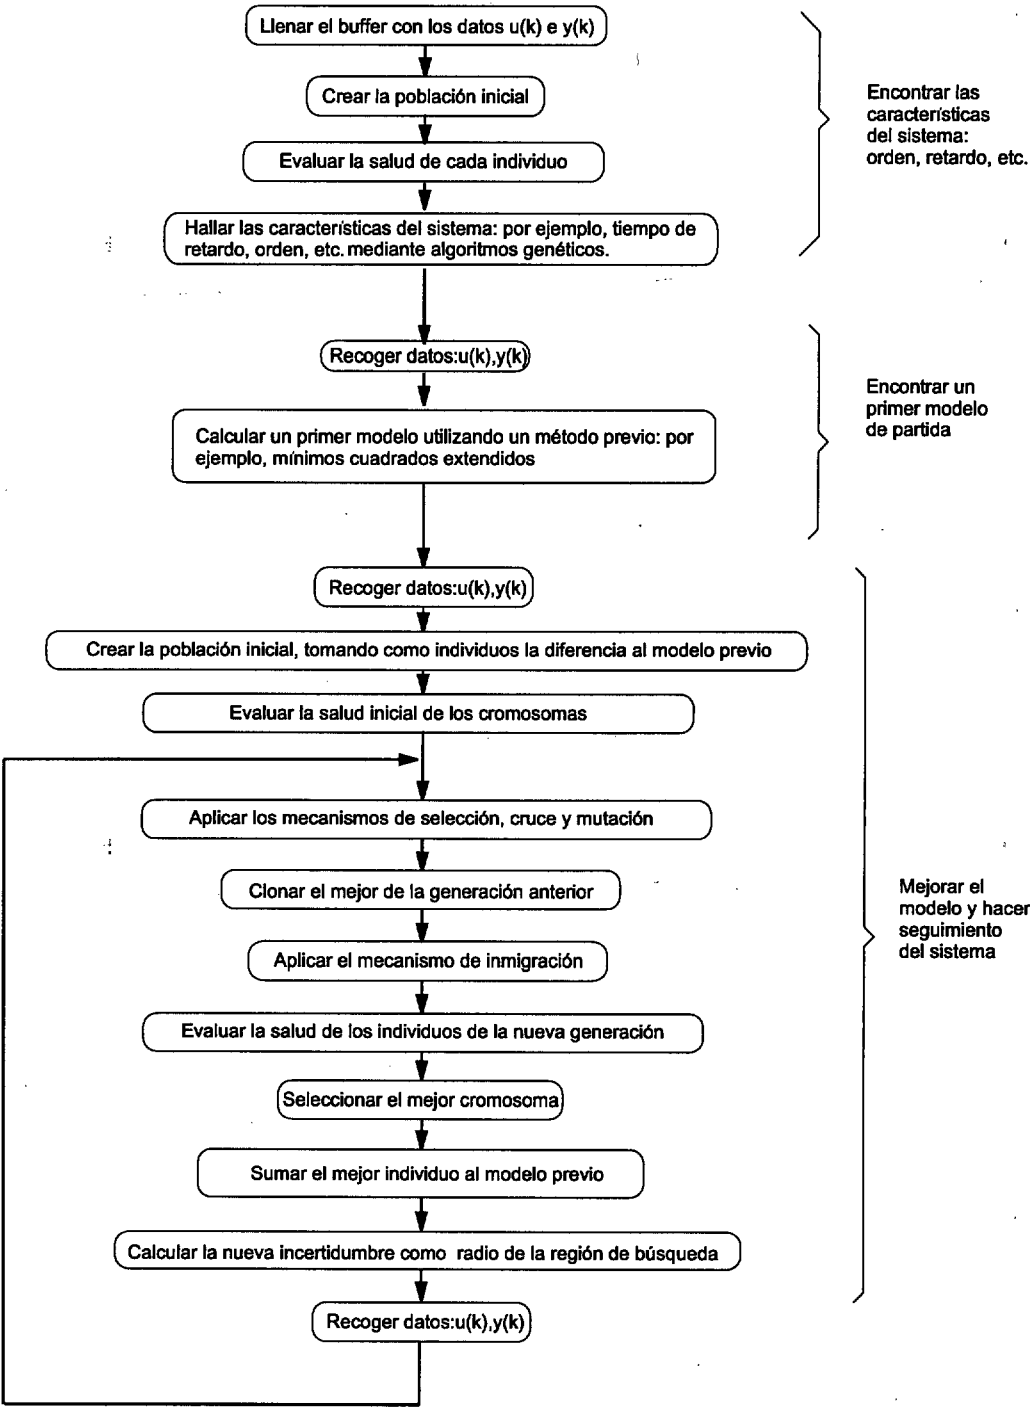 Llenar el buffer con los datos u(k) e y(k)
Crear la población inicial
Evaluar la salud de cada individuo
Hallar las características del sistema: por ejemplo, tiempo de
retardo, orden, etc. mediante algoritmos genéticos.
Encontrar las
características
del sistema:
orden, retardo, etc.
Recoger datos:u(k),y(k)
Calcular un primer modelo utilizando un método previo: por
ejemplo, mínimos cuadrados extendidos
Encontrar un
primer modelo
de partida
Recoger datos:u(k),y(k)
Crear la población inicial, tomando como individuos la diferencia al modelo previo
Evaluar la salud inicial de los cromosomas
Aplicar los mecanismos de selección, cruce y mutación
Clonar el mejor de la generación anterior
Aplicar el mecanismo de inmigración
Evaluar la salud de los individuos de la nueva generación
Seleccionar el mejor cromosoma
Sumar el mejor individuo al modelo previo
Calcular la nueva incertidumbre como radio de la región de búsqueda
Recoger datos:u(k),y(k)
Mejorar el
modelo y hacer
seguimiento
del sistema